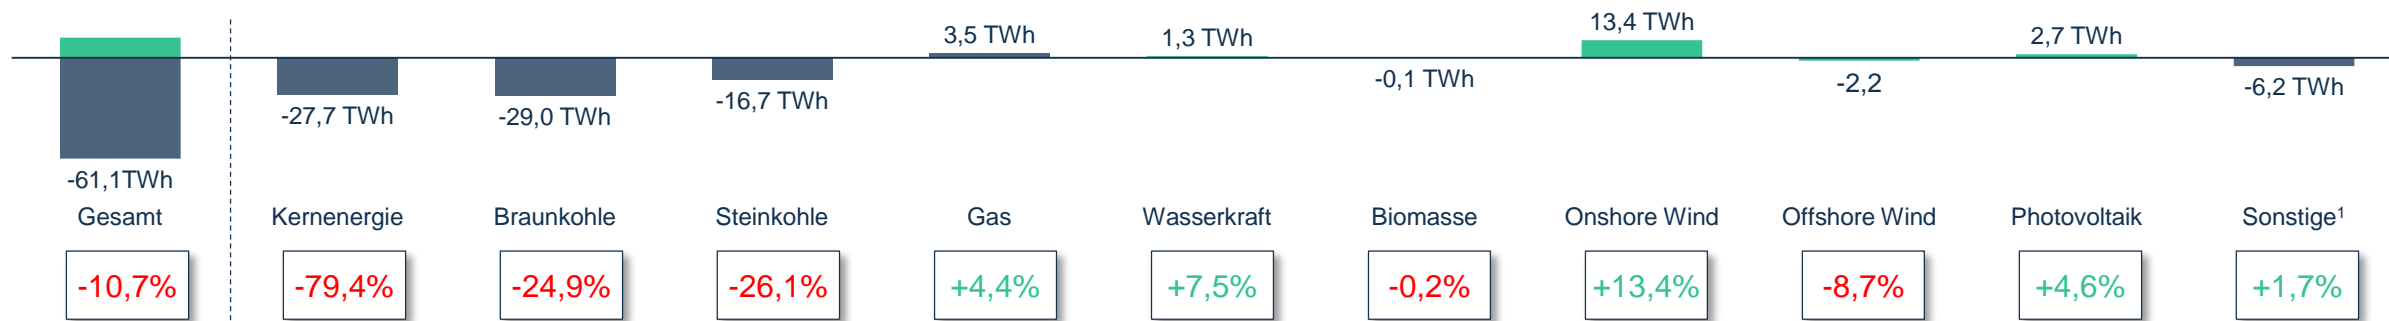 3,5 TWh 1,3 TWh 13,4 TWh 2,7 TWh
-27,7 TWh -29,0 TWh -16,7 TWh -0,1 TWh -2,2 -6,2 TWh
-61,1TWh
Gesamt Kernenergie Braunkohle Steinkohle Gas Wasserkraft Biomasse Onshore Wind Offshore Wind Photovoltaik Sonstige¹
-10,7% -79,4% -24,9% -26,1% +4,4% +7,5% -0,2% +13,4% -8,7% +4,6% +1,7%